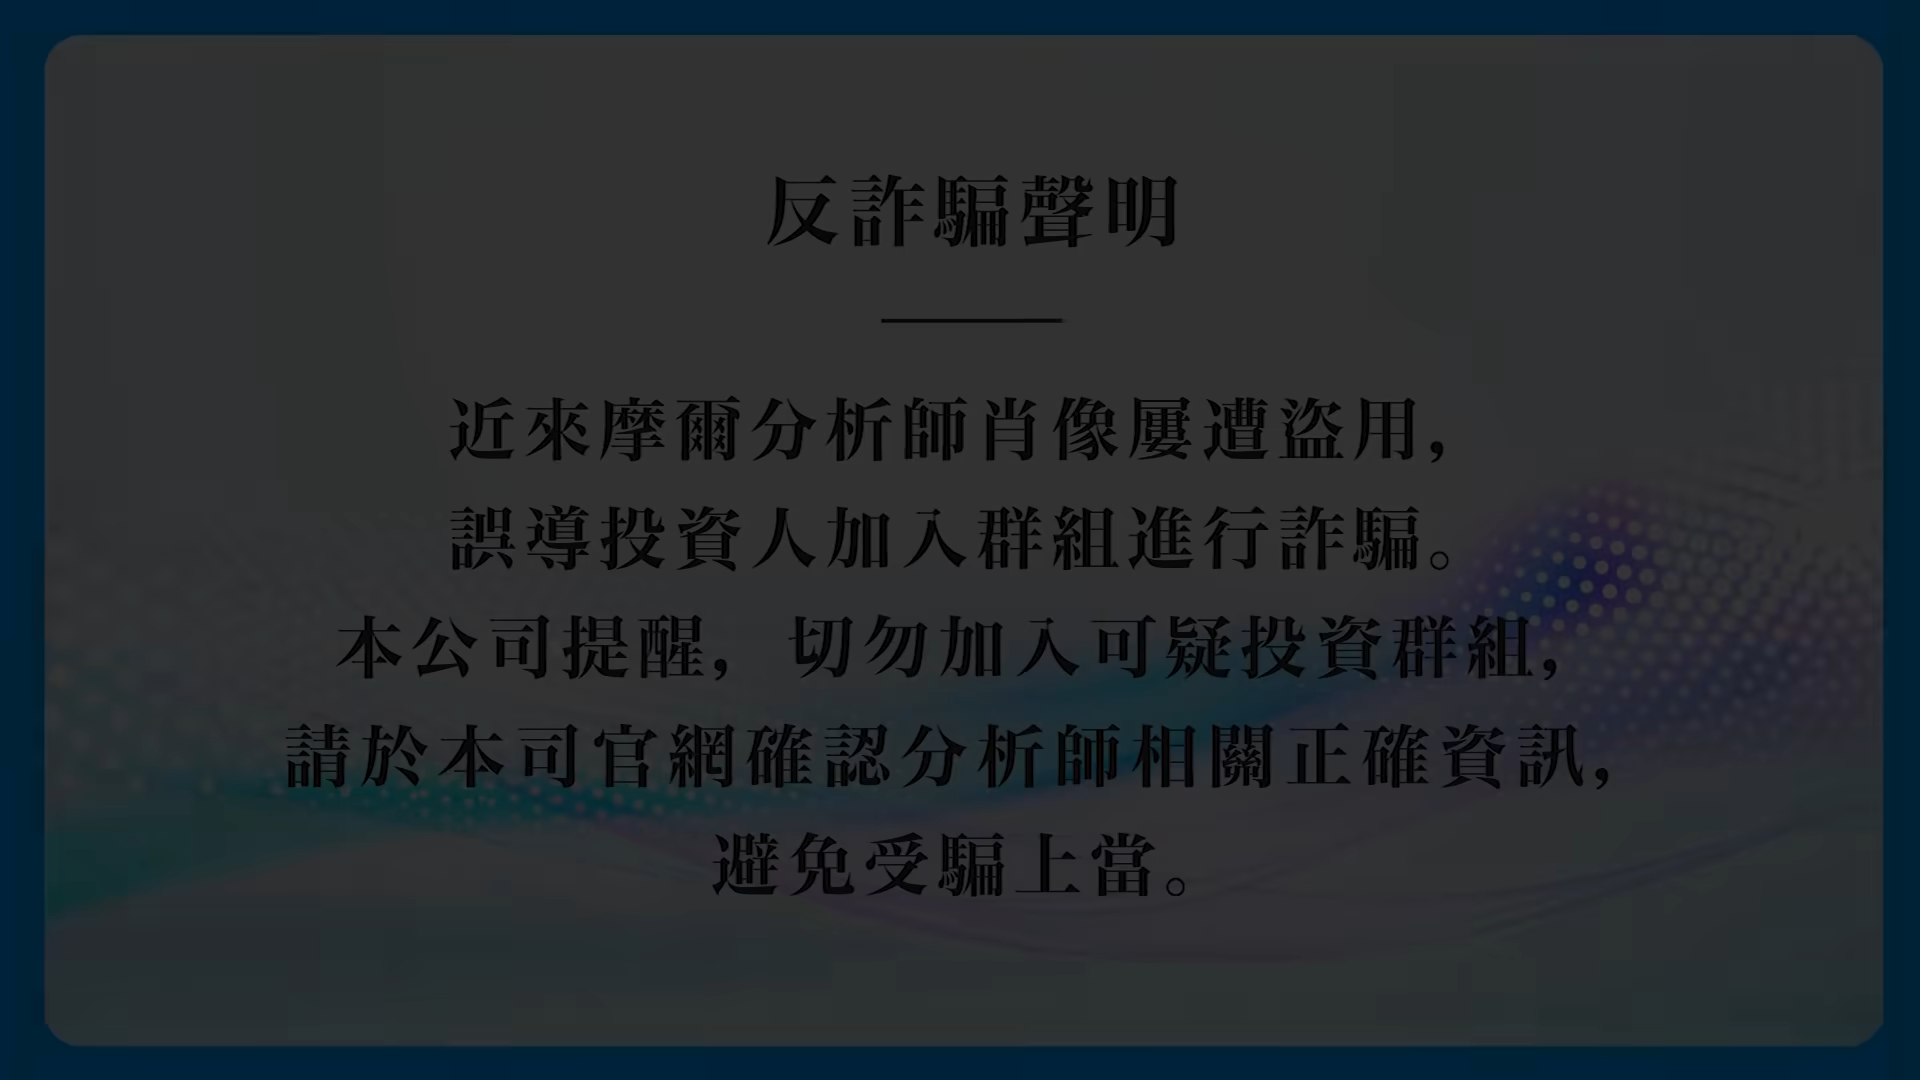 反詐騙聲明
近來摩爾分析師肖像屢遭盜用，
誤導投資人加入群組進行詐騙。
本公司提醒，切勿加入可疑投資群組，
請於本司官網確認分析師相關正確資訊，
避免受騙上當。